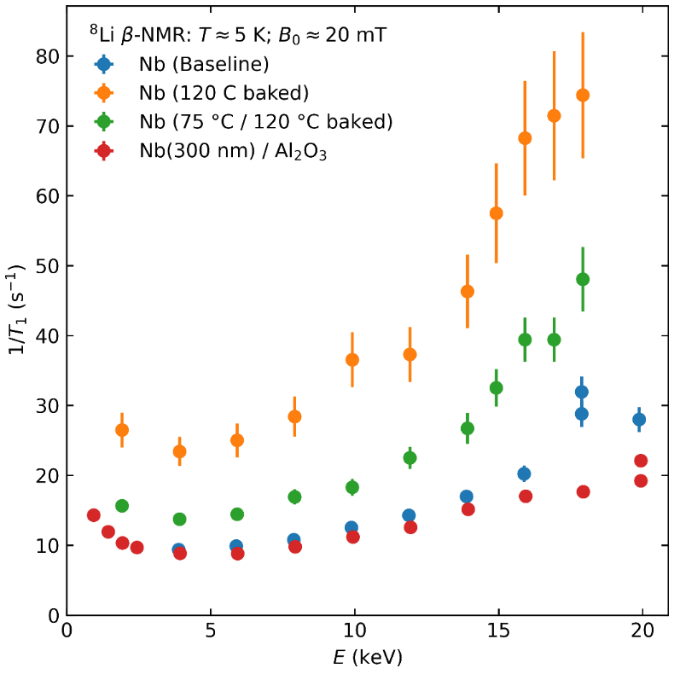 ⁸Li β-NMR: T ≈ 5 K; B₀ ≈ 20 mT
Nb (Baseline)
Nb (120 C baked)
Nb (75 °C / 120 °C baked)
Nb(300 nm) / Al₂O₃
80
70
60
50
40
30
20
10
0
1/T₁ (s⁻¹)
0 5 10 15 20
E (keV)